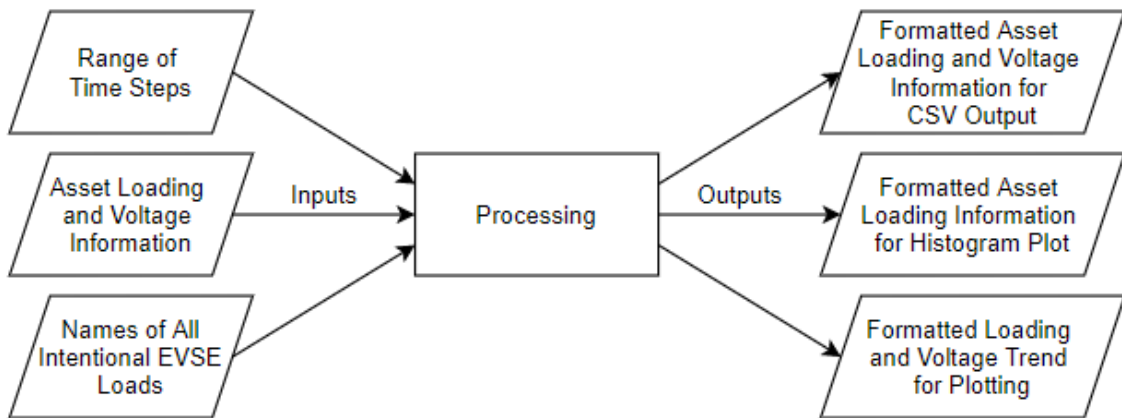 Range of
Time Steps
Asset Loading
and Voltage
Information
Names of All
Intentional EVSE
Loads
Inputs
Processing
Outputs
Formatted Asset
Loading and Voltage
Information for
CSV Output
Formatted Asset
Loading Information
for Histogram Plot
Formatted Loading
and Voltage Trend
for Plotting